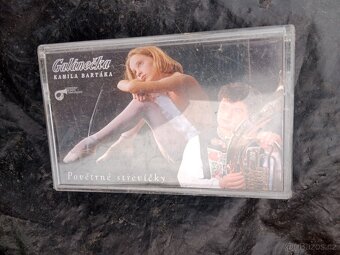 Galánečka
KAMILA BARTÁKA
Povětrné střevíčky